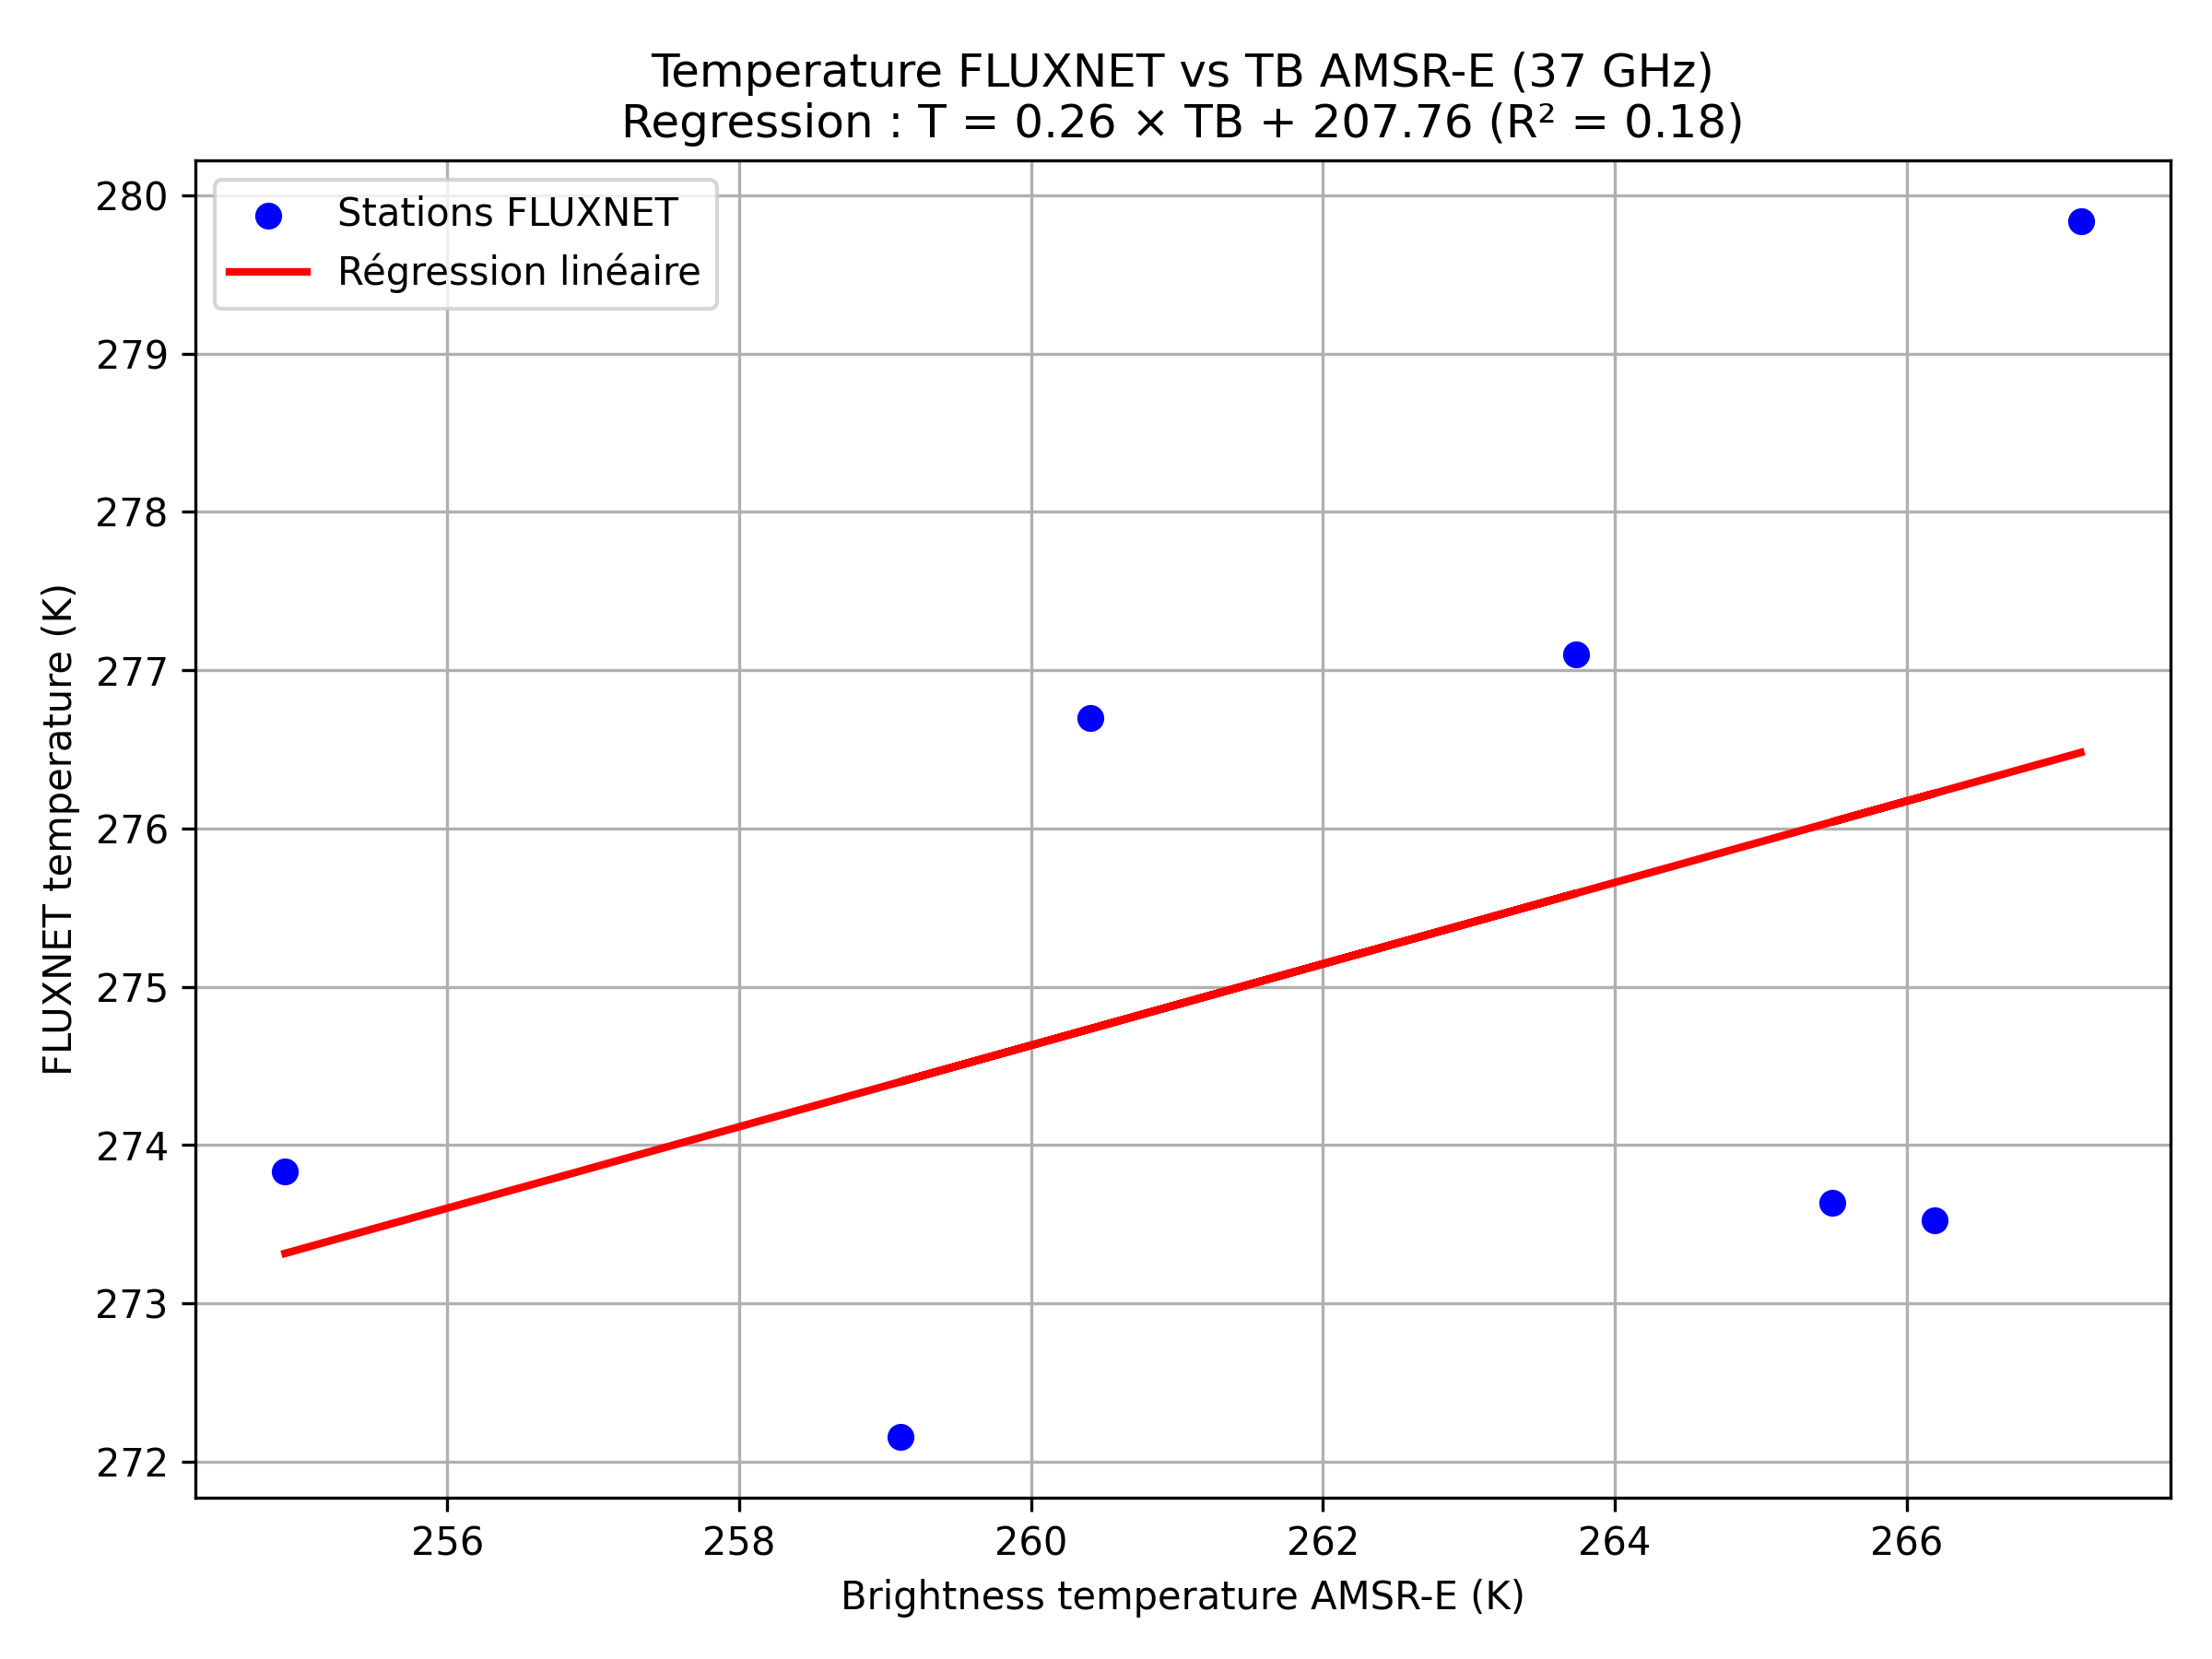 Temperature FLUXNET vs TB AMSR-E (37 GHz)
Regression : T = 0.26 × TB + 207.76 (R² = 0.18)
Stations FLUXNET
Régression linéaire
280
279
278
277
276
275
274
273
272
FLUXNET temperature (K)
256 258 260 262 264 266
Brightness temperature AMSR-E (K)